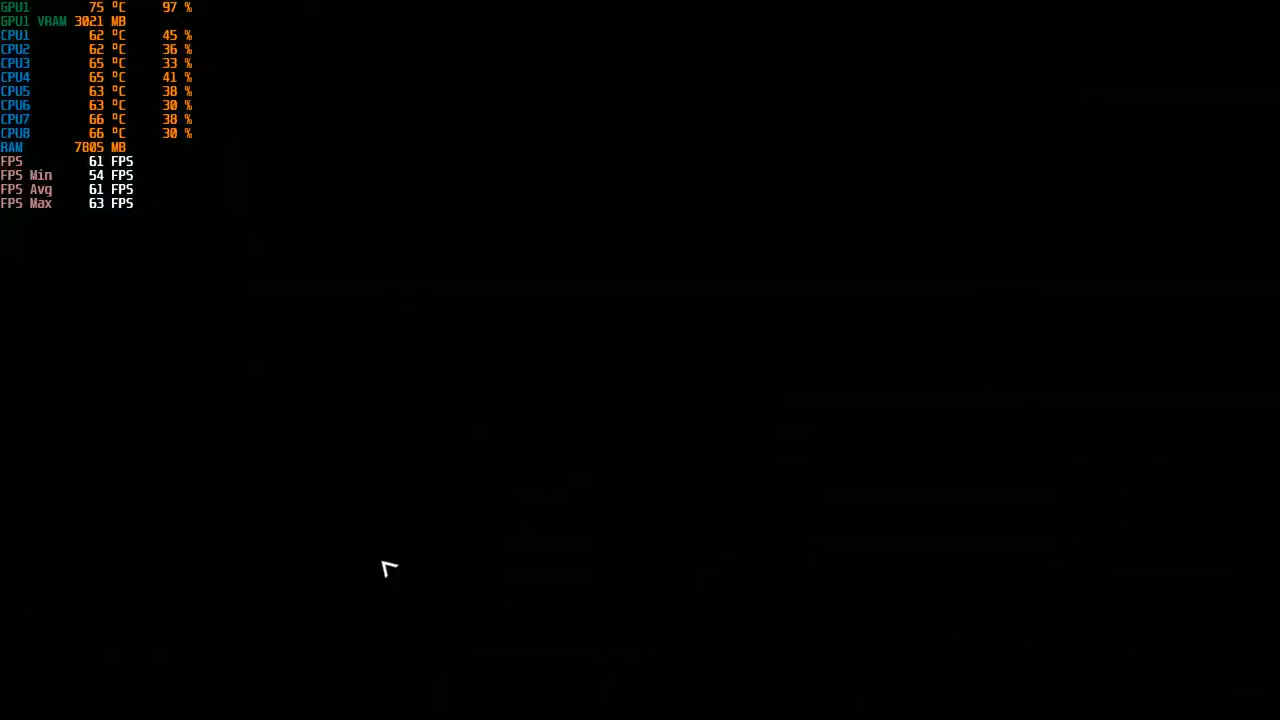 GPU1 75 °C 97 %
GPU1 VRAM 3021 MB
CPU1 62 °C 45 %
CPU2 62 °C 36 %
CPU3 65 °C 33 %
CPU4 65 °C 41 %
CPU5 63 °C 38 %
CPU6 63 °C 30 %
CPU7 66 °C 38 %
CPU8 66 °C 30 %
RAM 7805 MB
FPS 61 FPS
FPS Min 54 FPS
FPS Avg 61 FPS
FPS Max 63 FPS